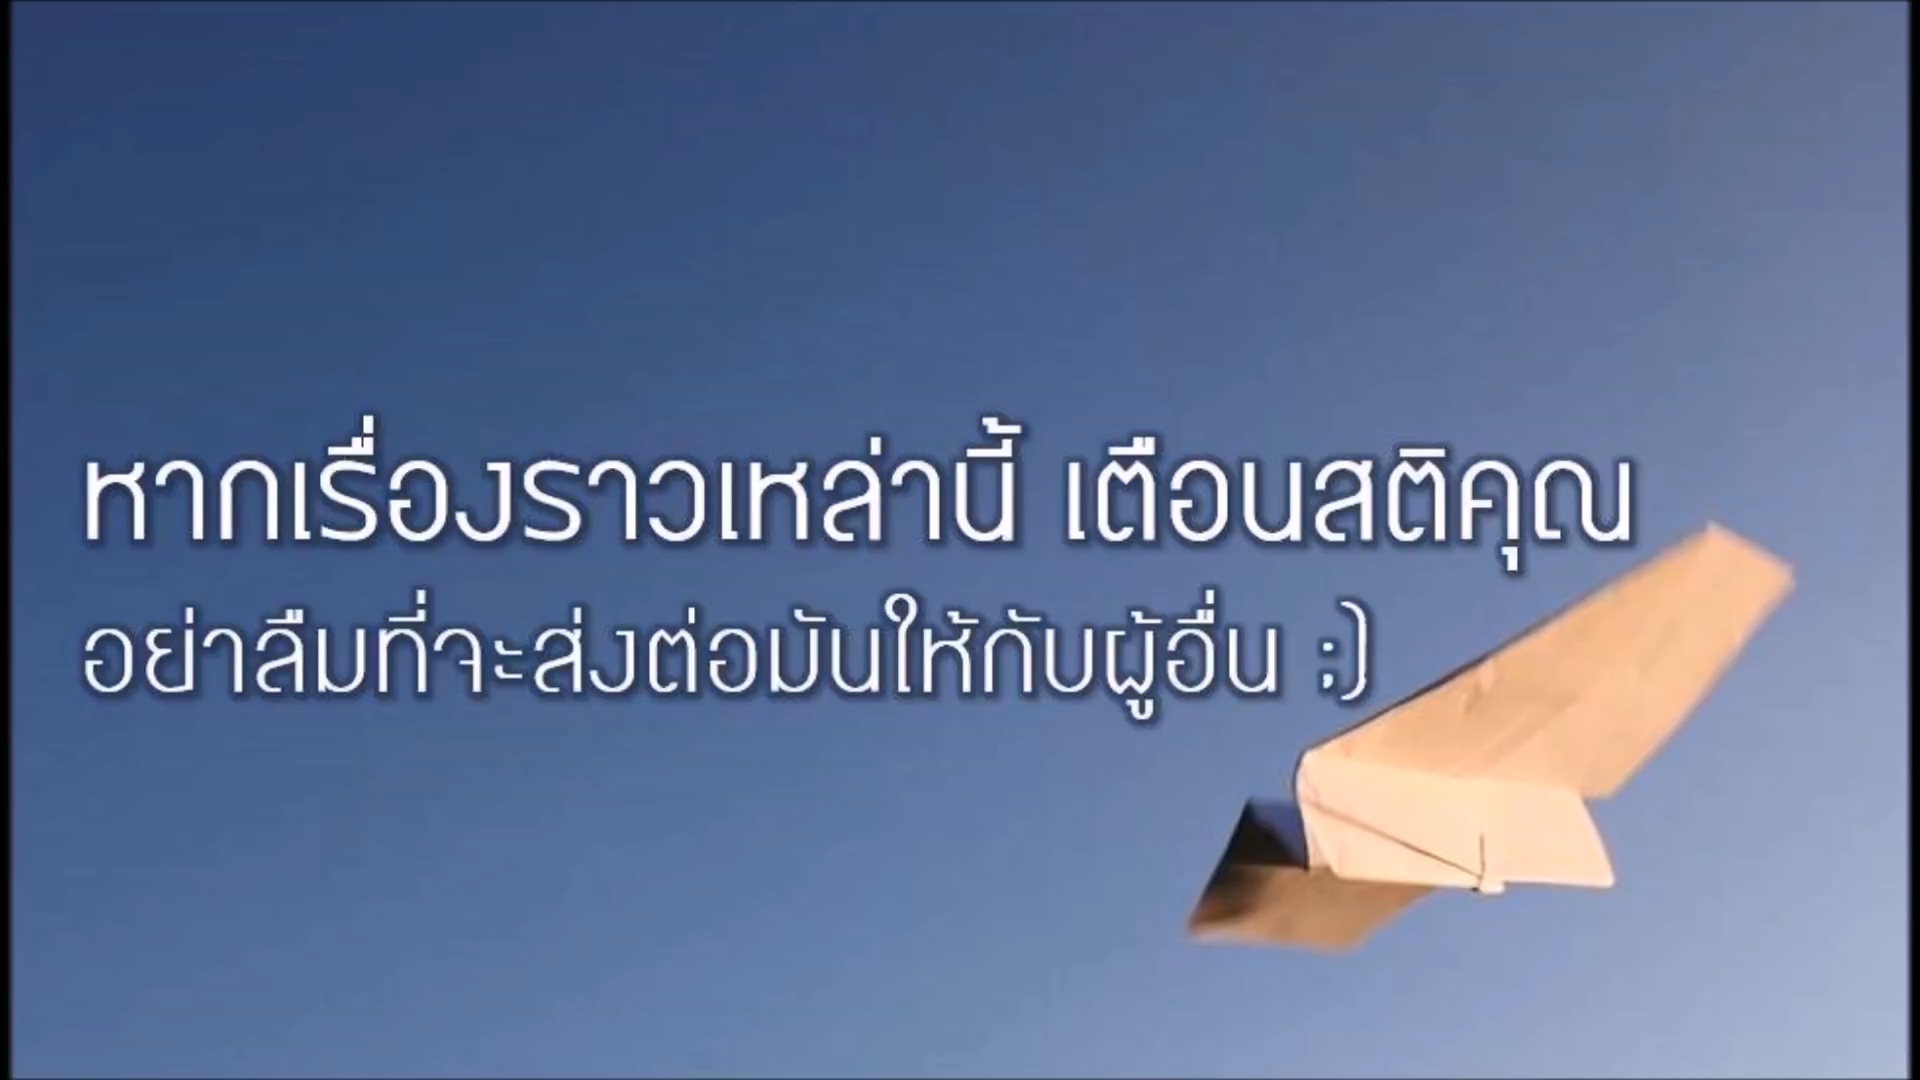 หากเรื่องราวเหล่านี้ เตือนสติคุณ
อย่าลืมที่จะส่งต่อมันให้กับผู้อื่น ;)